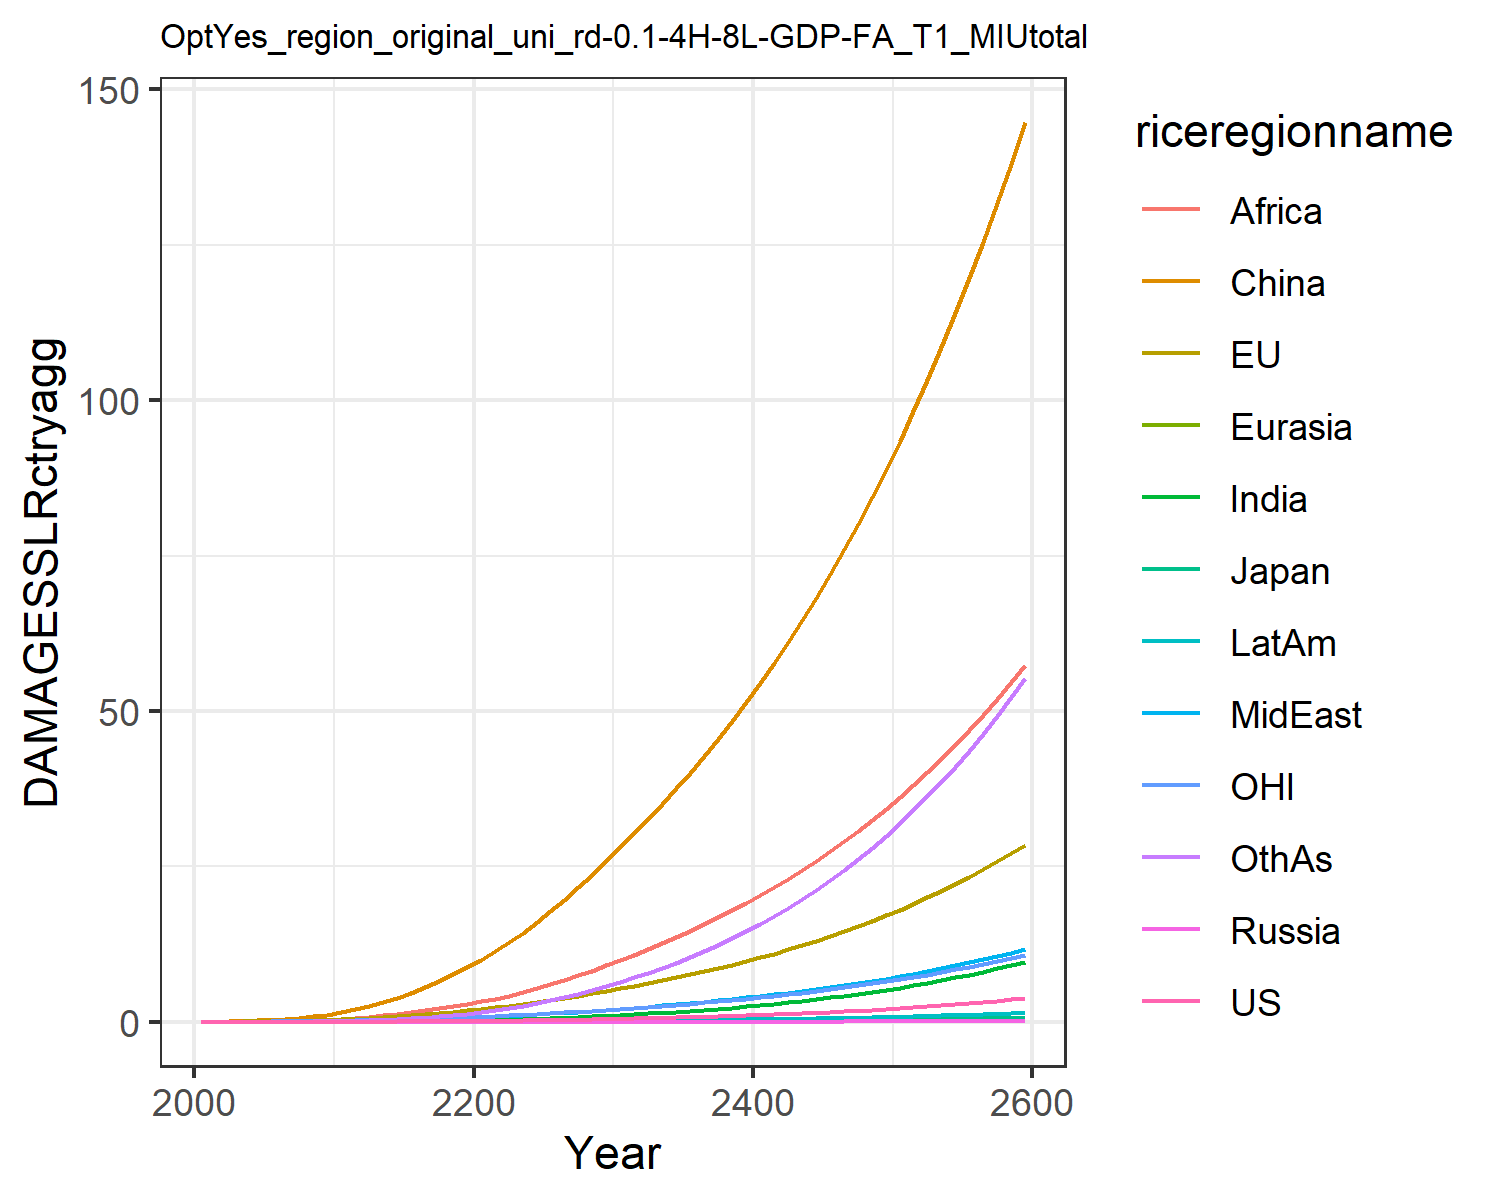 OptYes_region_original_uni_rd-0.1-4H-8L-GDP-FA_T1_MIUtotal
150
100
50
0
DAMAGESSLRctryagg
2000 2200 2400 2600
Year
riceregionname
Africa
China
EU
Eurasia
India
Japan
LatAm
MidEast
OHI
OthAs
Russia
US